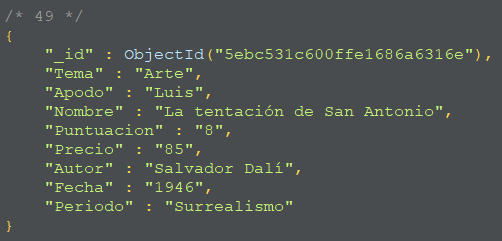 /* 49 */
{
"_id" : ObjectId("5ebc531c600ffe1686a6316e"),
"Tema" : "Arte",
"Apodo" : "Luis",
"Nombre" : "La tentación de San Antonio",
"Puntuacion" : "8",
"Precio" : "85",
"Autor" : "Salvador Dalí",
"Fecha" : "1946",
"Periodo" : "Surrealismo"
}